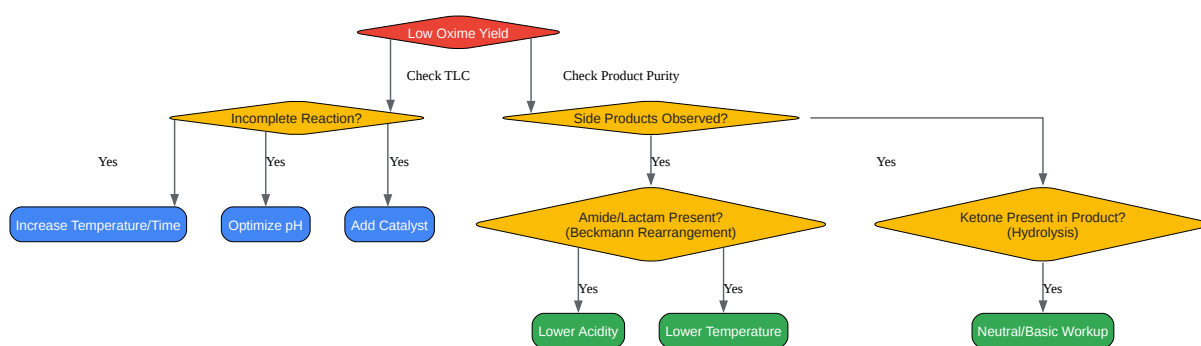 Low Oxime Yield
Check TLC
Check Product Purity
Incomplete Reaction?
Side Products Observed?
Yes
Yes
Yes
Yes
Yes
Increase Temperature/Time
Optimize pH
Add Catalyst
Amide/Lactam Present?
(Beckmann Rearrangement)
Ketone Present in Product?
(Hydrolysis)
Yes
Yes
Yes
Lower Acidity
Lower Temperature
Neutral/Basic Workup